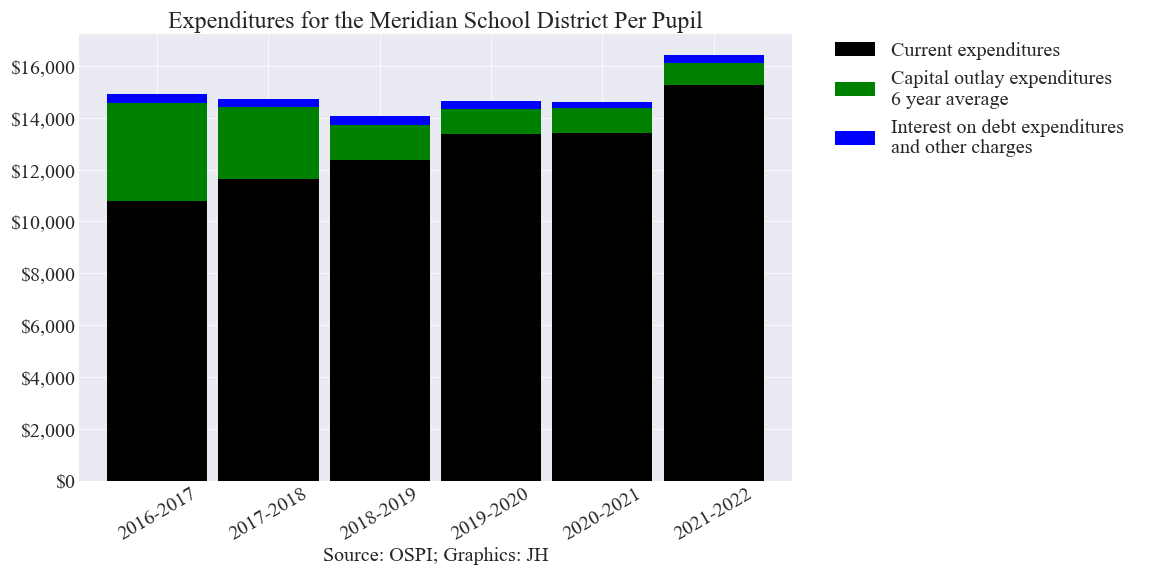 Expenditures for the Meridian School District Per Pupil
$16,000
$14,000
$12,000
$10,000
$8,000
$6,000
$4,000
$2,000
$0
2016-2017
2017-2018
2018-2019
2019-2020
2020-2021
2021-2022
Source: OSPI; Graphics: JH
Current expenditures
Capital outlay expenditures
6 year average
Interest on debt expenditures
and other charges